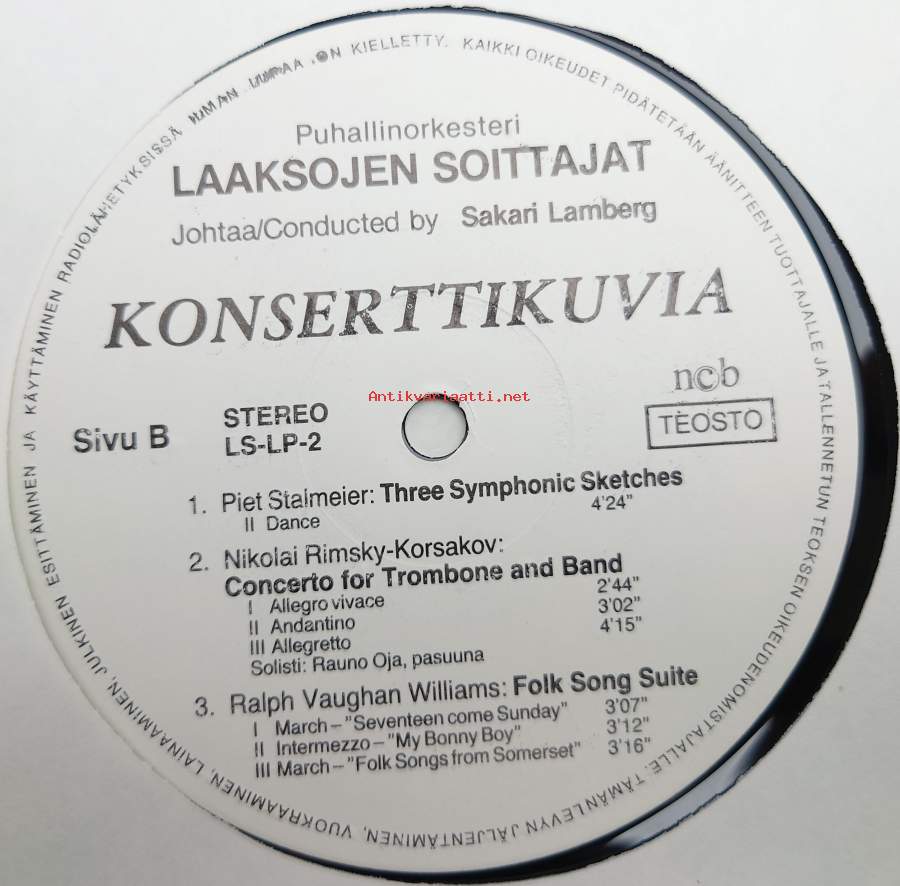 Puhallinorkesteri
LAAKSOJEN SOITTAJAT
Johtaa/Conducted by Sakari Lamberg
KONSERTTIKUVIA
Antikvariaatti.net
ncb
TEOSTO
Sivu B
STEREO
LS-LP-2
1. Piet Stalmeier: Three Symphonic Sketches
II Dance 4'24"
2. Nikolai Rimsky-Korsakov:
Concerto for Trombone and Band
I Allegro vivace 2'44"
II Andantino 3'02"
III Allegretto 4'15"
Solisti: Rauno Oja, pasuuna
3. Ralph Vaughan Williams: Folk Song Suite
I March – "Seventeen come Sunday" 3'07"
II Intermezzo – "My Bonny Boy" 3'12"
III March – "Folk Songs from Somerset" 3'16"
KAIKKI OIKEUDET PIDÄTETÄÄN ÄÄNITTEEN TUOTTAJALLE JA TALLENNETUN TEOKSEN OIKEUDENOMISTAJALLE. TÄMÄN LEVYN JÄLJENTÄMINEN, VUOKRAAMINEN, LAINAAMINEN, JULKINEN ESITTÄMINEN JA KÄYTTÄMINEN RADIOLÄHETYKSISSÄ ILMAN LUPAA ON KIELLETTY.